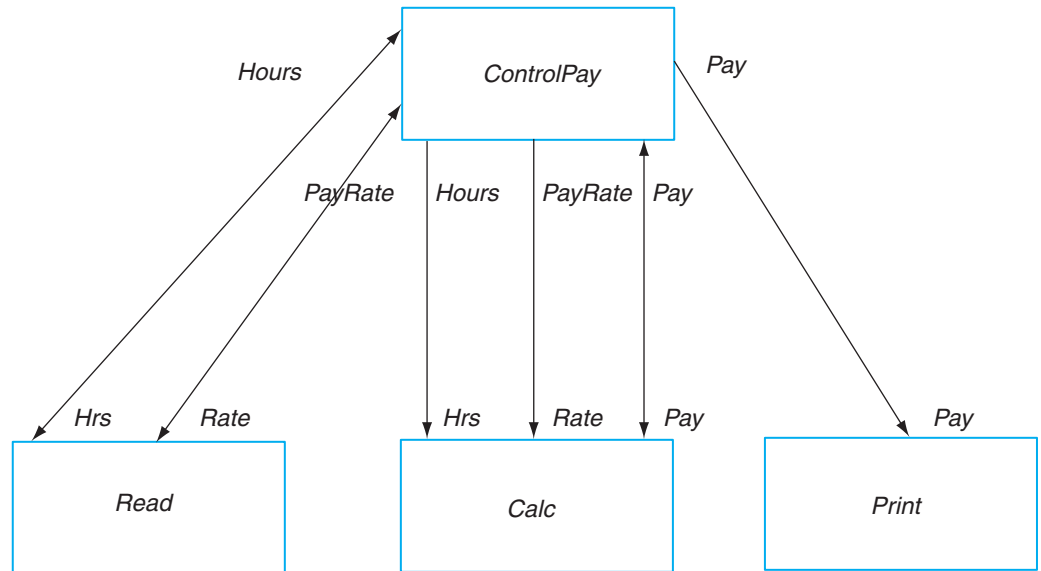 ControlPay
Hours
Pay
PayRate
Hours
PayRate
Pay
Hrs
Rate
Hrs
Rate
Pay
Pay
Read
Calc
Print